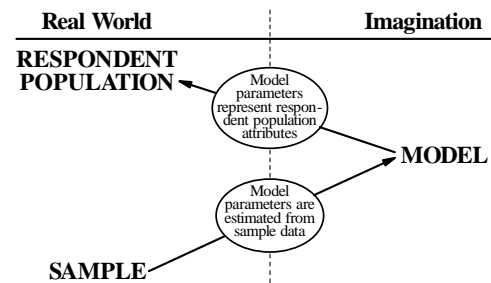 Real World
Imagination
RESPONDENT
POPULATION
Model
parameters
represent respon-
dent population
attributes
MODEL
Model
parameters are
estimated from
sample data
SAMPLE